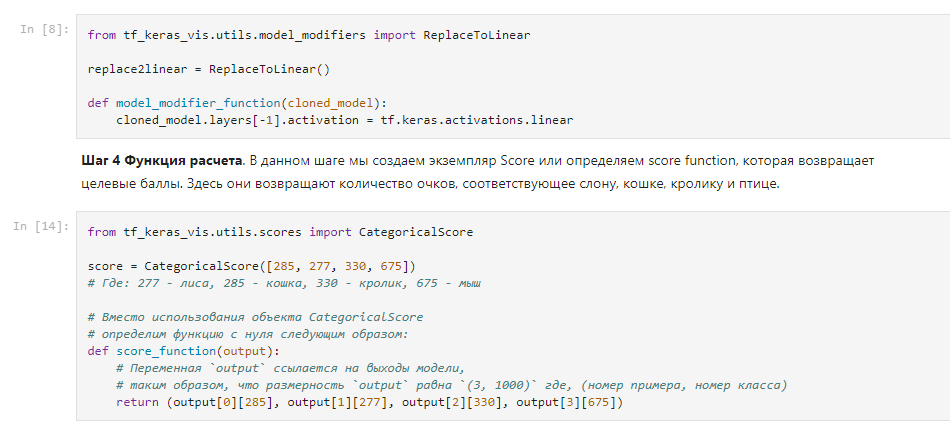 In [8]:
from tf_keras_vis.utils.model_modifiers import ReplaceToLinear
replace2linear = ReplaceToLinear()
def model_modifier_function(cloned_model):
    cloned_model.layers[-1].activation = tf.keras.activations.linear
Шаг 4 Функция расчета. В данном шаге мы создаем экземпляр Score или определяем score function, которая возвращает
целевые баллы. Здесь они возвращают количество очков, соответствующее слону, кошке, кролику и птице.
In [14]:
from tf_keras_vis.utils.scores import CategoricalScore
score = CategoricalScore([285, 277, 330, 675])
# Где: 277 - лиса, 285 - кошка, 330 - кролик, 675 - мыш
# Вместо использования объекта CategoricalScore
# определим функцию с нуля следующим образом:
def score_function(output):
    # Переменная `output` ссылается на выходы модели,
    # таким образом, что размерность `output` равна `(3, 1000)` где, (номер примера, номер класса)
    return (output[0][285], output[1][277], output[2][330], output[3][675])